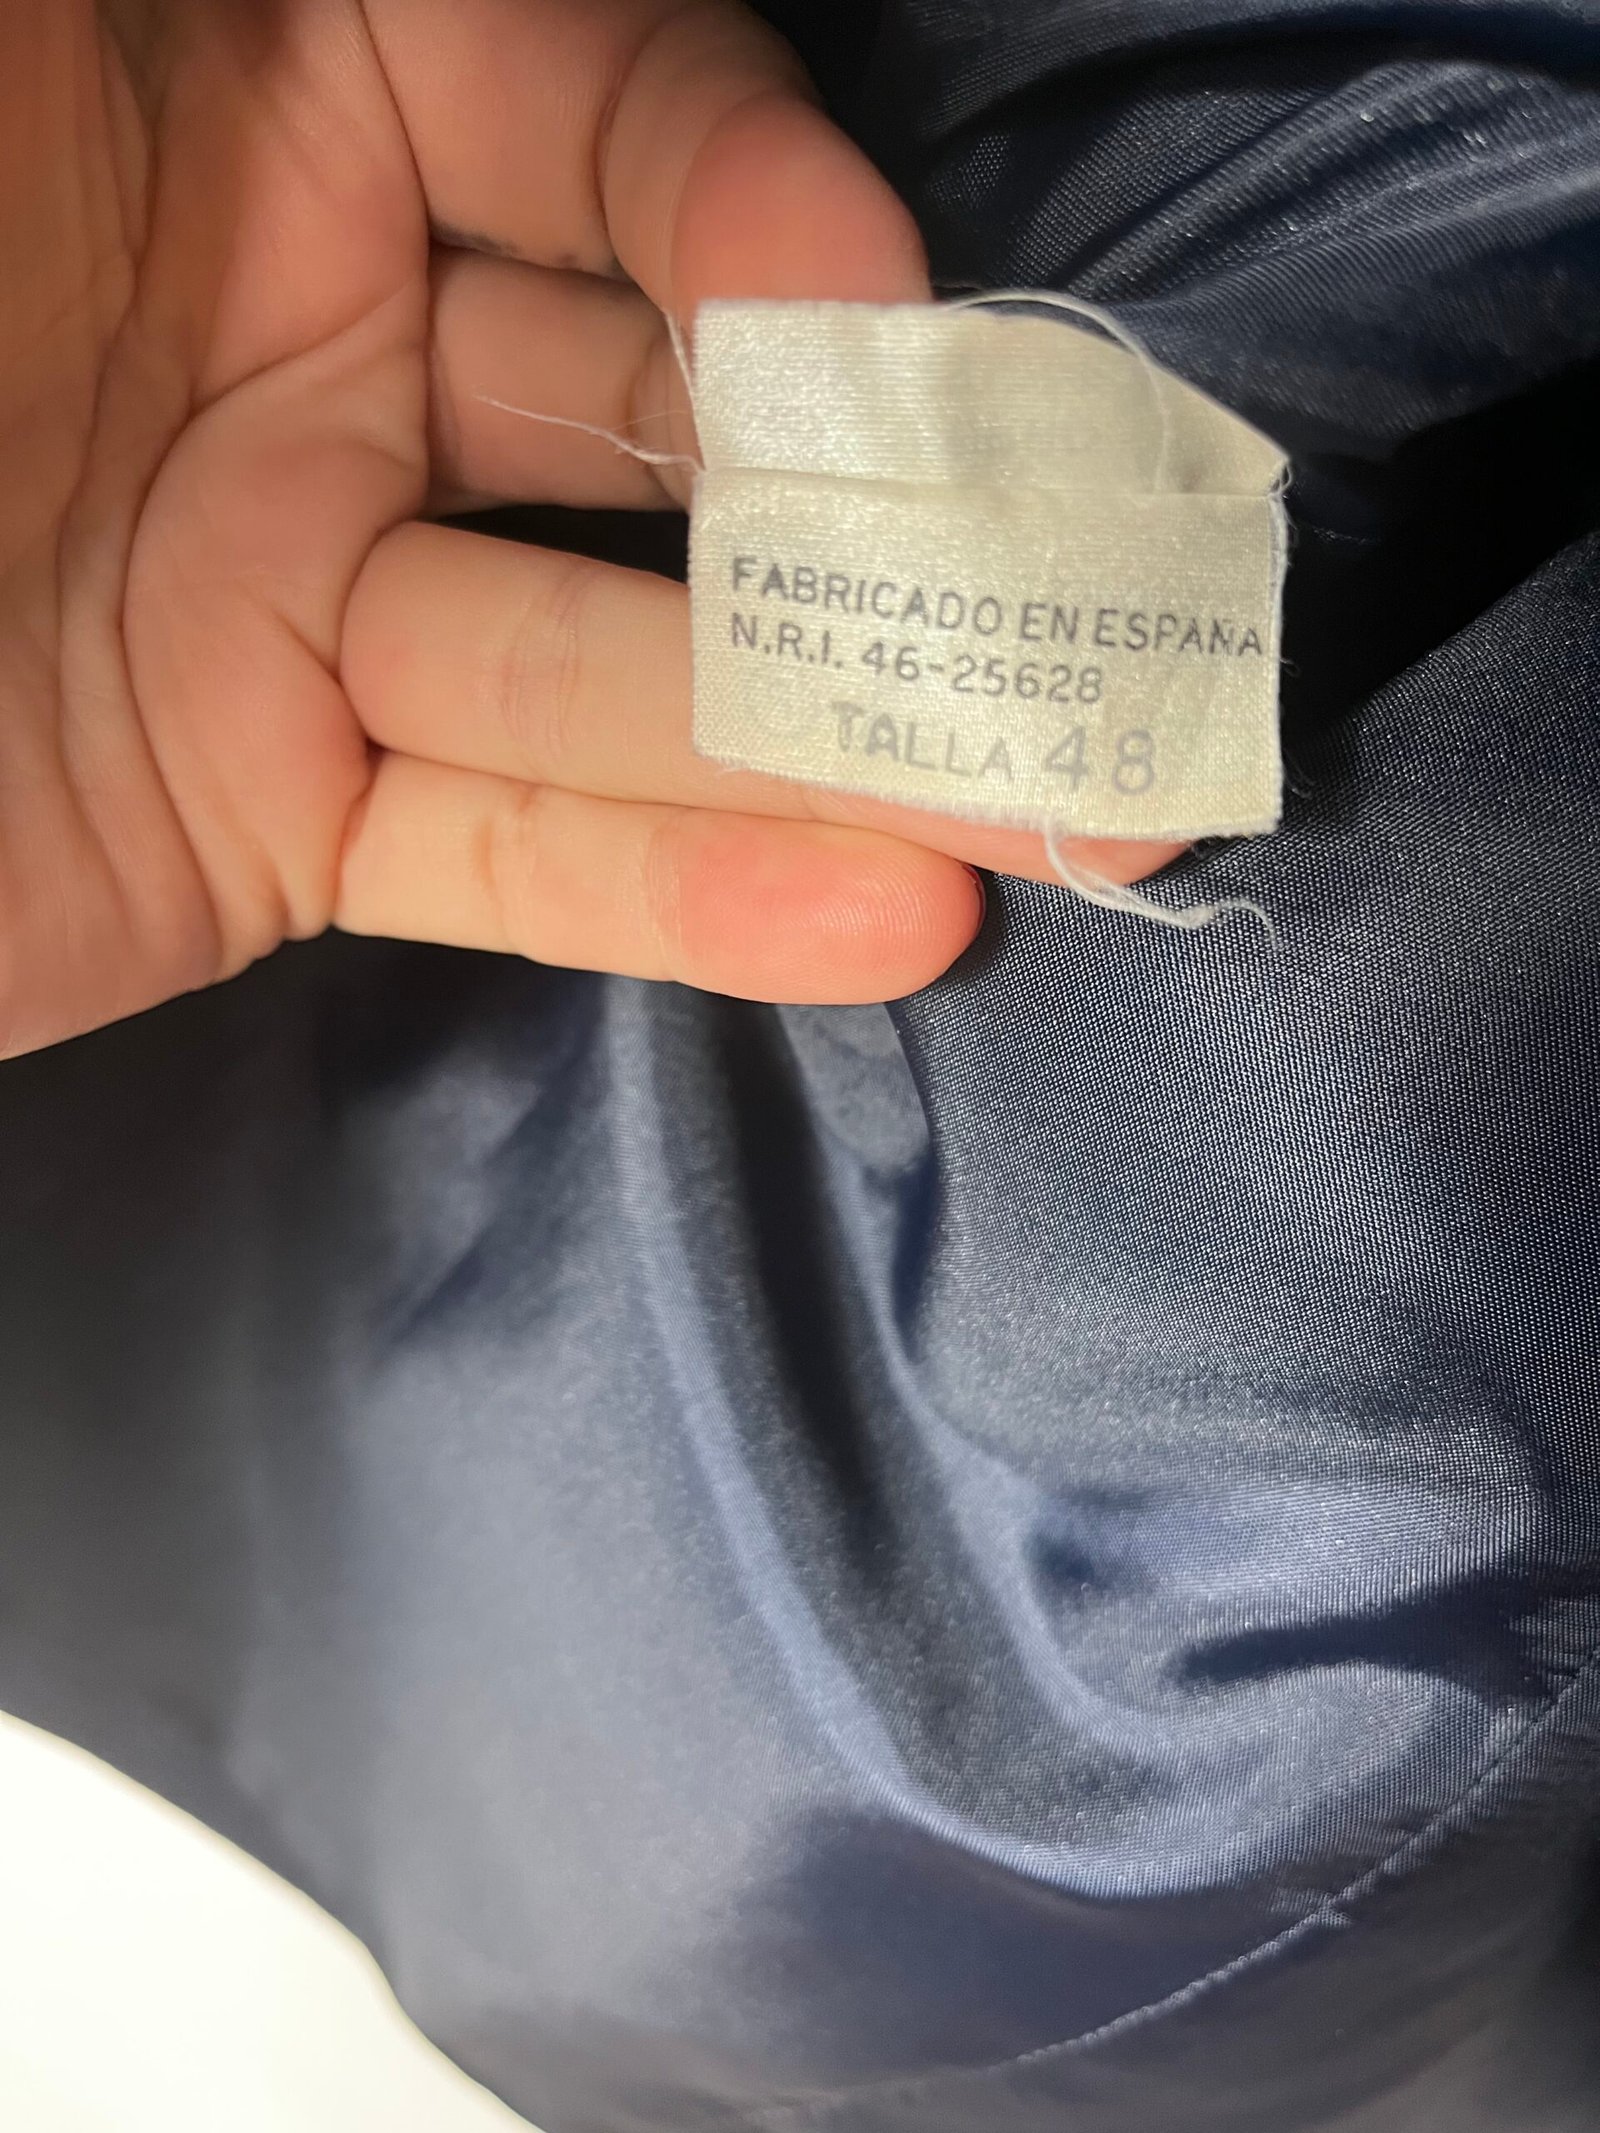 FABRICADO EN ESPAÑA
N.R.I. 46-25628
TALLA 48